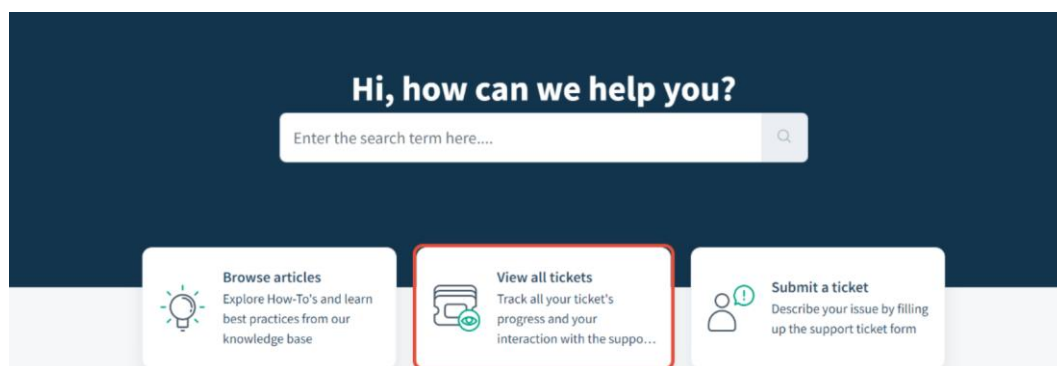 Hi, how can we help you?
Enter the search term here....
Browse articles
Explore How-To's and learn
best practices from our
knowledge base
View all tickets
Track all your ticket's
progress and your
interaction with the suppo...
Submit a ticket
Describe your issue by filling
up the support ticket form